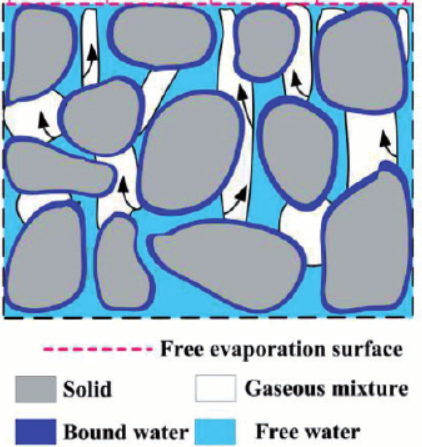 Free evaporation surface
Solid Gaseous mixture
Bound water Free water